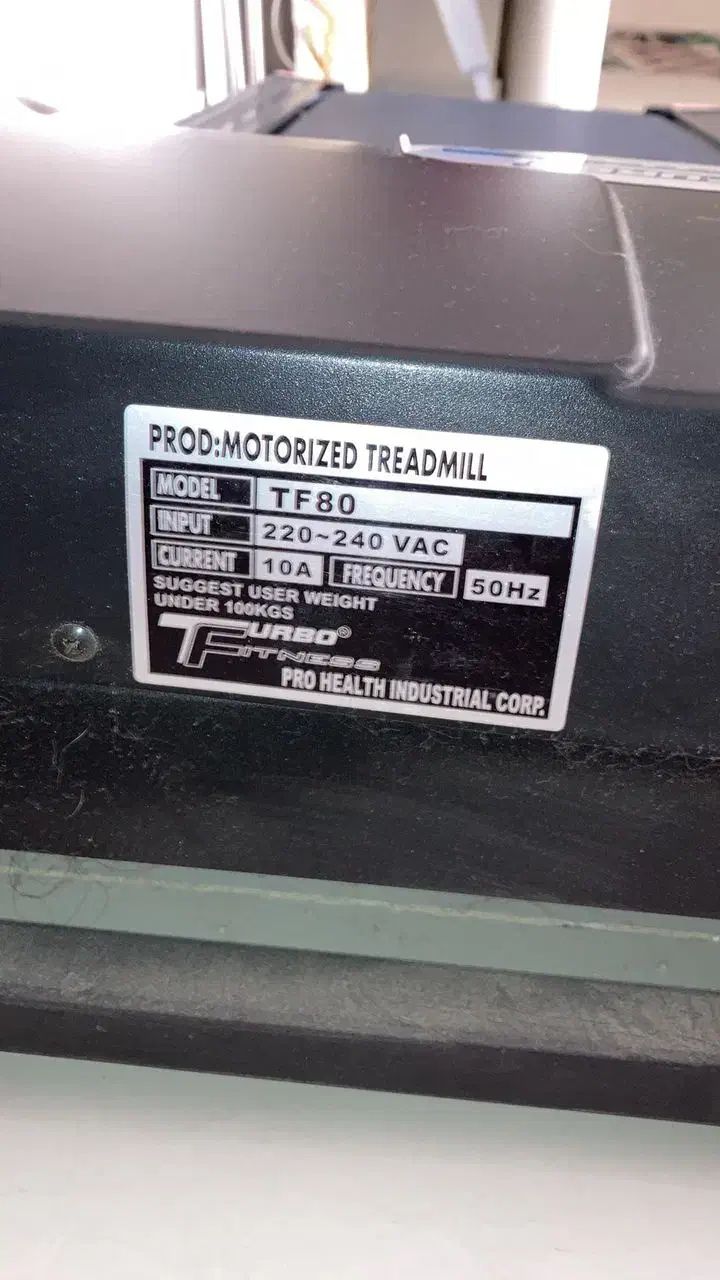 PROD:MOTORIZED TREADMILL
MODEL TF80
INPUT 220~240 VAC
CURRENT 10A FREQUENCY 50Hz
SUGGEST USER WEIGHT
UNDER 100KGS
TURBO®
FITNESS
PRO HEALTH INDUSTRIAL CORP.